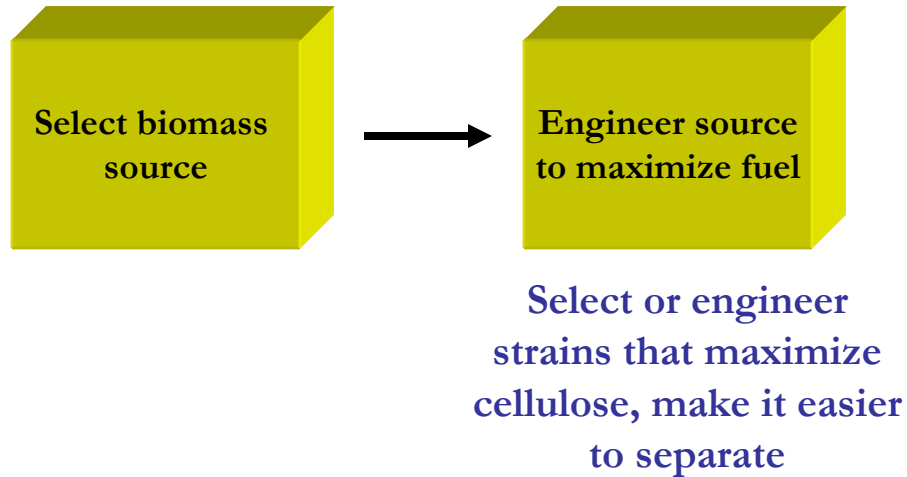 Select biomass
source
Engineer source
to maximize fuel
Select or engineer
strains that maximize
cellulose, make it easier
to separate